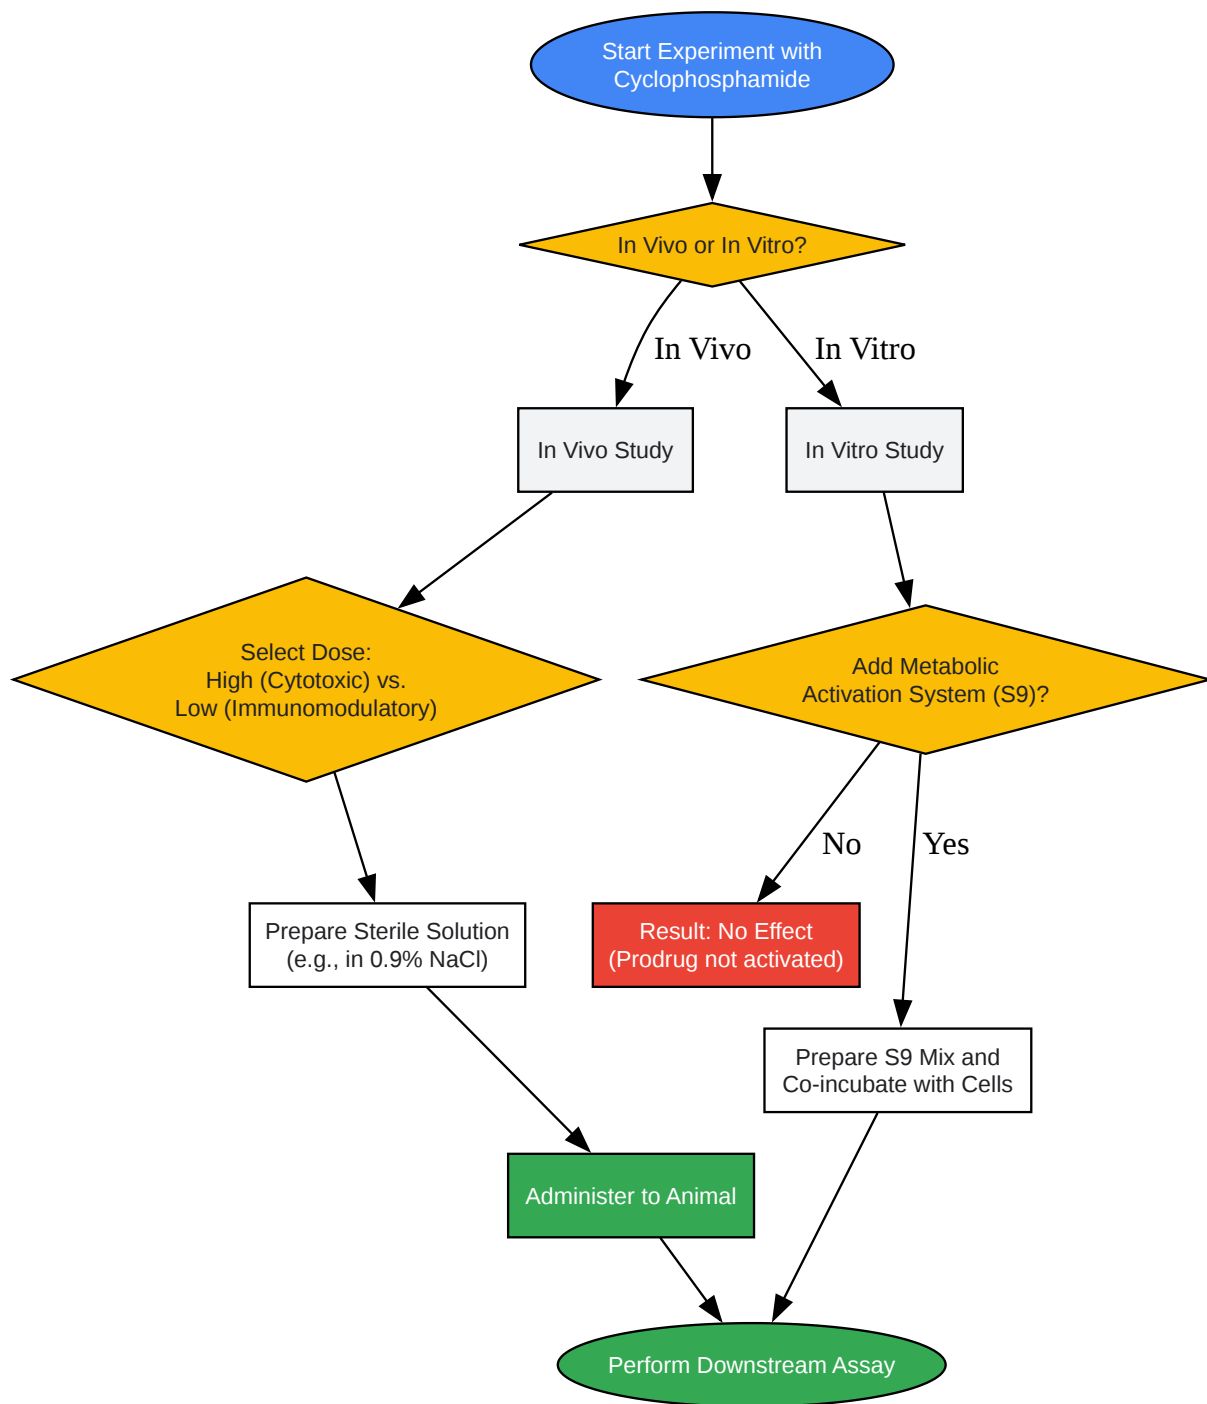 Start Experiment with
Cyclophosphamide
In Vivo or In Vitro?
In Vivo
In Vitro
In Vivo Study
In Vitro Study
Select Dose:
High (Cytotoxic) vs.
Low (Immunomodulatory)
Add Metabolic
Activation System (S9)?
No
Yes
Prepare Sterile Solution
(e.g., in 0.9% NaCl)
Result: No Effect
(Prodrug not activated)
Prepare S9 Mix and
Co-incubate with Cells
Administer to Animal
Perform Downstream Assay